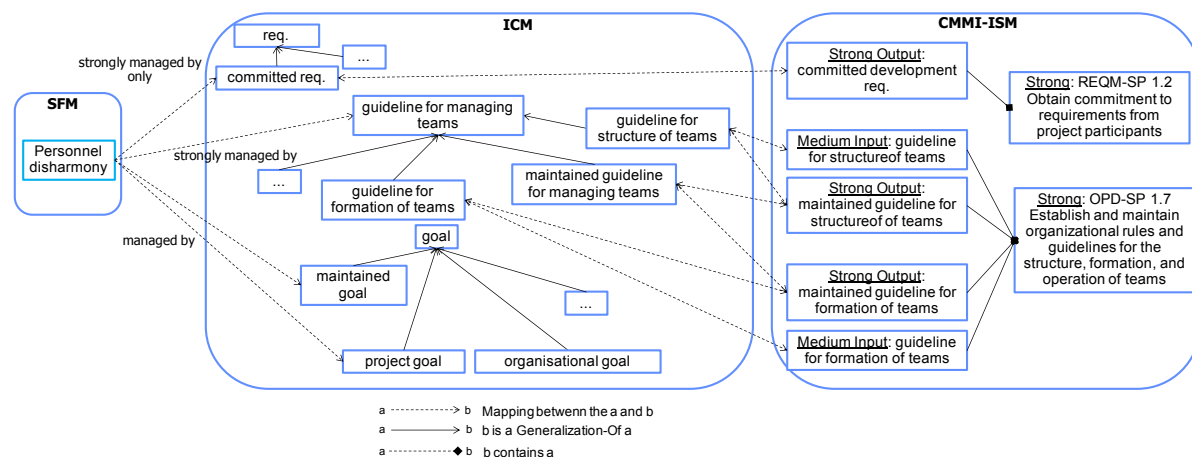 ICM
CMMI-ISM
SFM
Personnel
disharmony
strongly managed by
only
strongly managed by
managed by
req.
...
committed req.
guideline for managing
teams
guideline for
structure of teams
...
maintained guideline
for managing teams
guideline for
formation of teams
goal
maintained
goal
...
project goal
organisational goal
Strong Output:
committed development
req.
Strong: REQM-SP 1.2
Obtain commitment to
requirements from
project participants
Medium Input: guideline
for structureof teams
Strong Output:
maintained guideline for
structureof of teams
Strong: OPD-SP 1.7
Establish and maintain
organizational rules and
guidelines for the
structure, formation, and
operation of teams
Strong Output:
maintained guideline for
formation of teams
Medium Input: guideline
for formation of teams
a b Mapping betwenn the a and b
a b b is a Generalization-Of a
a b b contains a